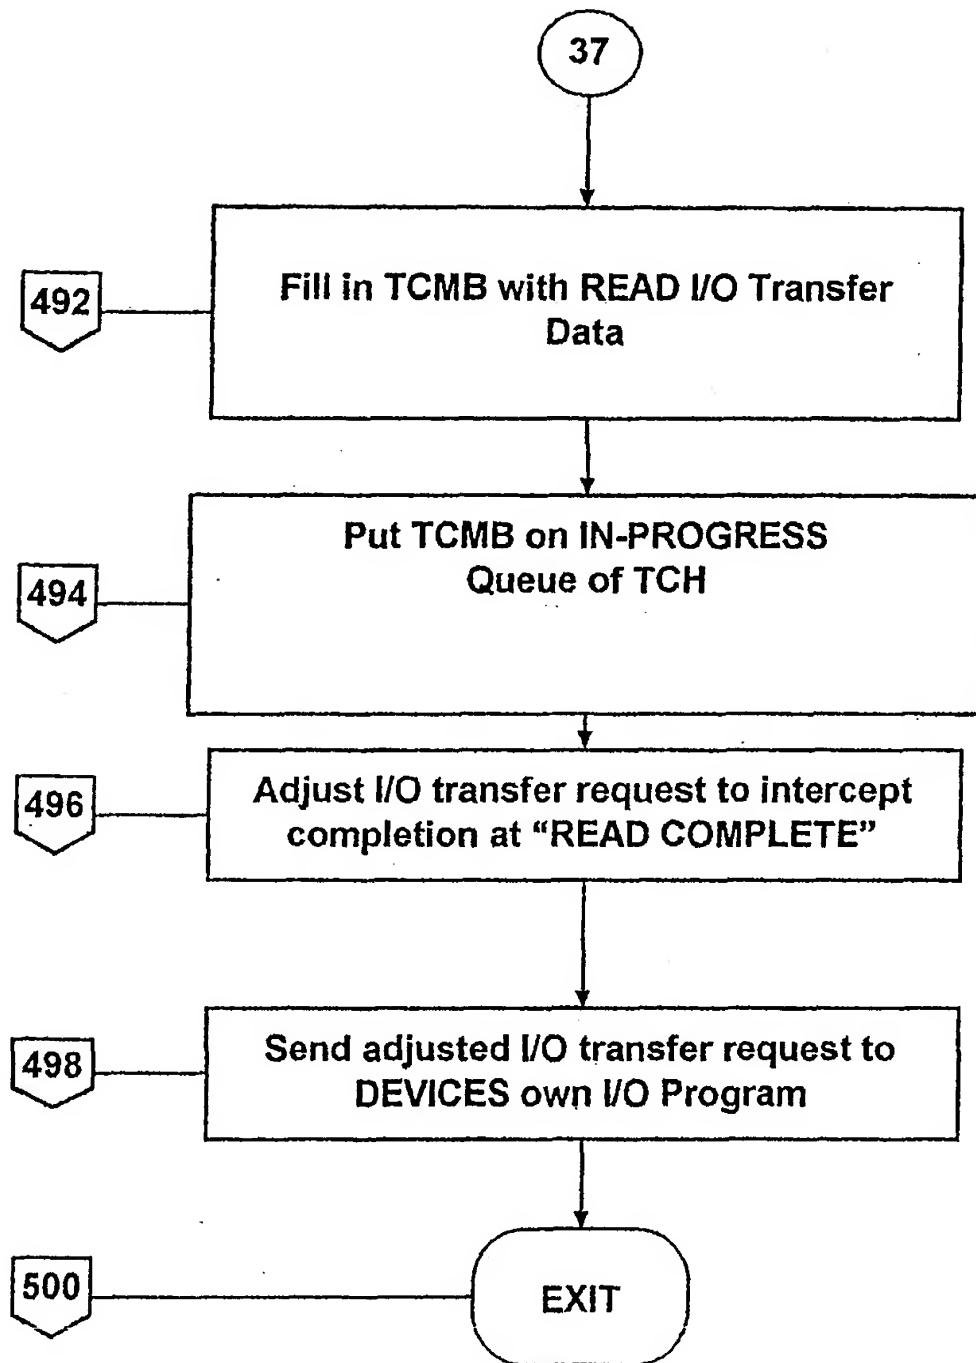 37
492
Fill in TCMB with READ I/O Transfer
Data
494
Put TCMB on IN-PROGRESS
Queue of TCH
496
Adjust I/O transfer request to intercept
completion at “READ COMPLETE”
498
Send adjusted I/O transfer request to
DEVICES own I/O Program
500
EXIT